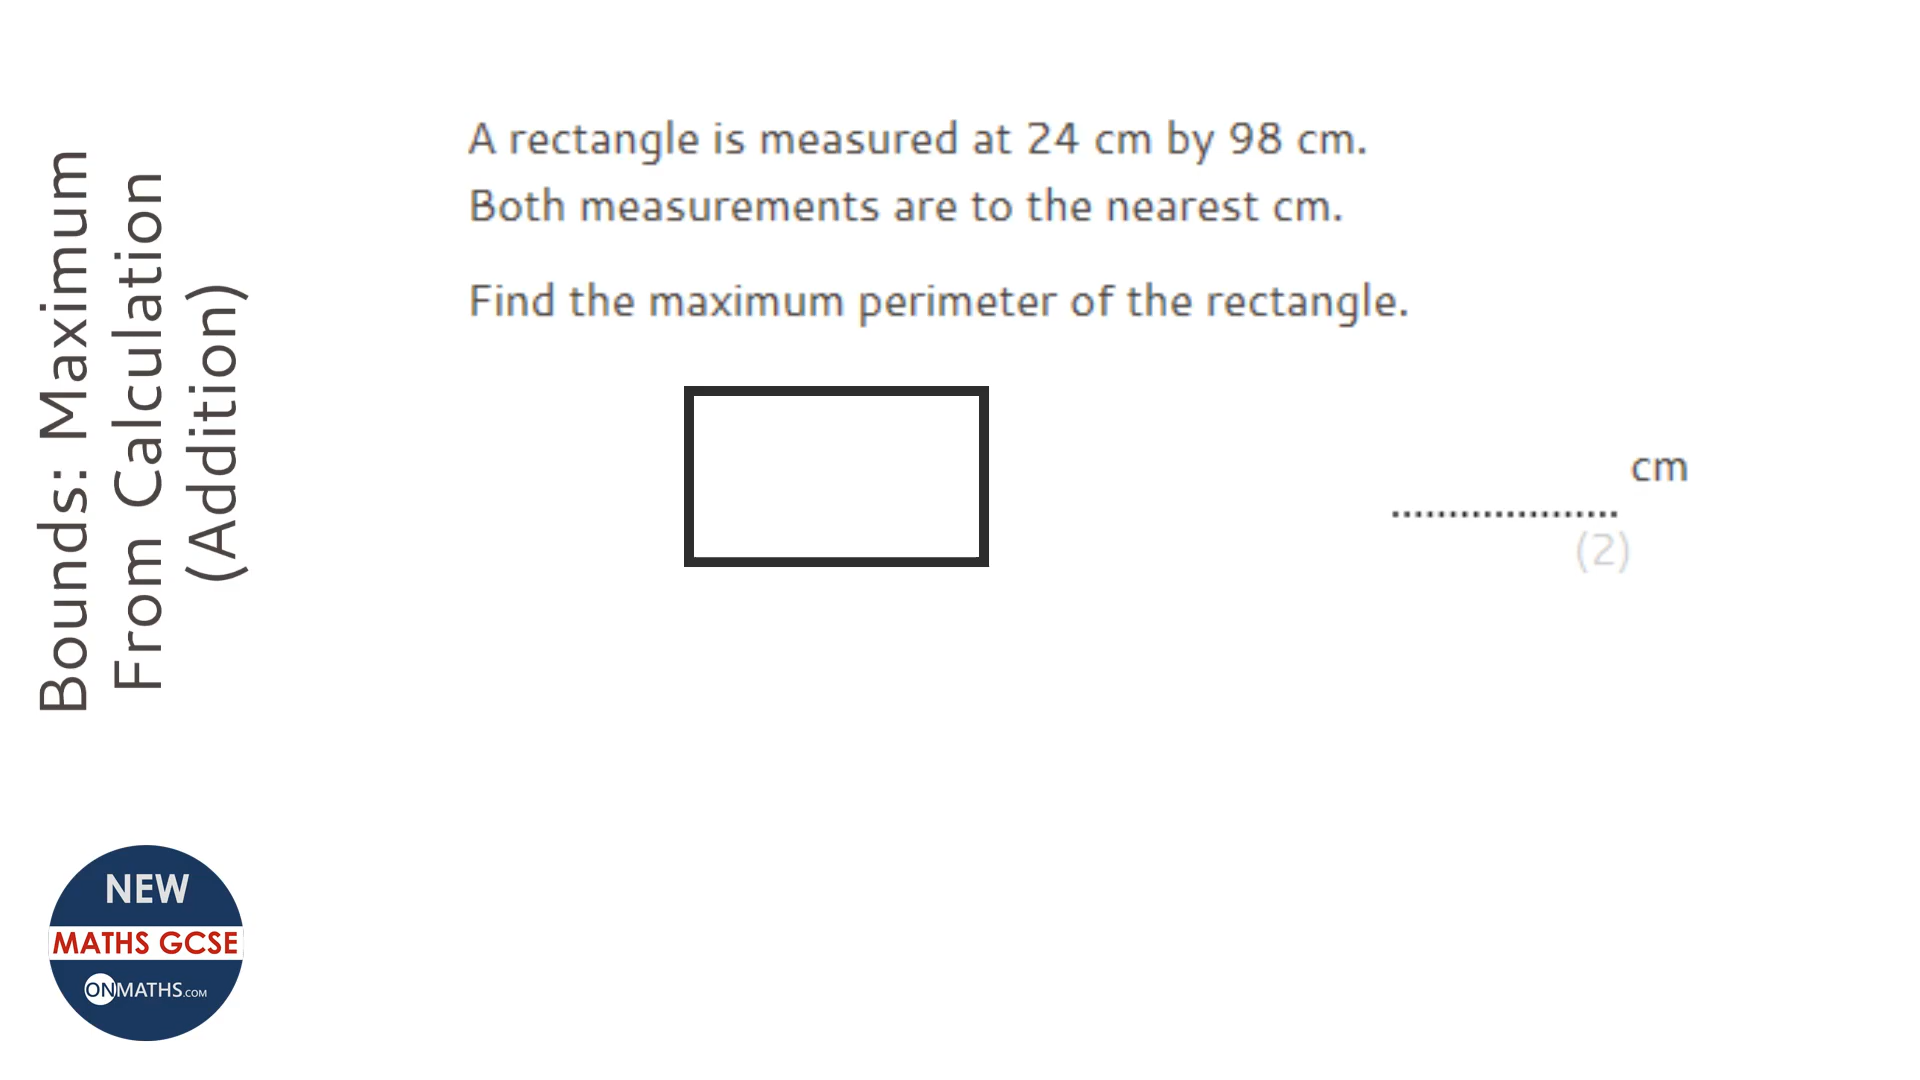 Bounds: Maximum
From Calculation
(Addition)
A rectangle is measured at 24 cm by 98 cm.
Both measurements are to the nearest cm.
Find the maximum perimeter of the rectangle.
cm
....................
(2)
NEW
MATHS GCSE
ONMATHS.COM